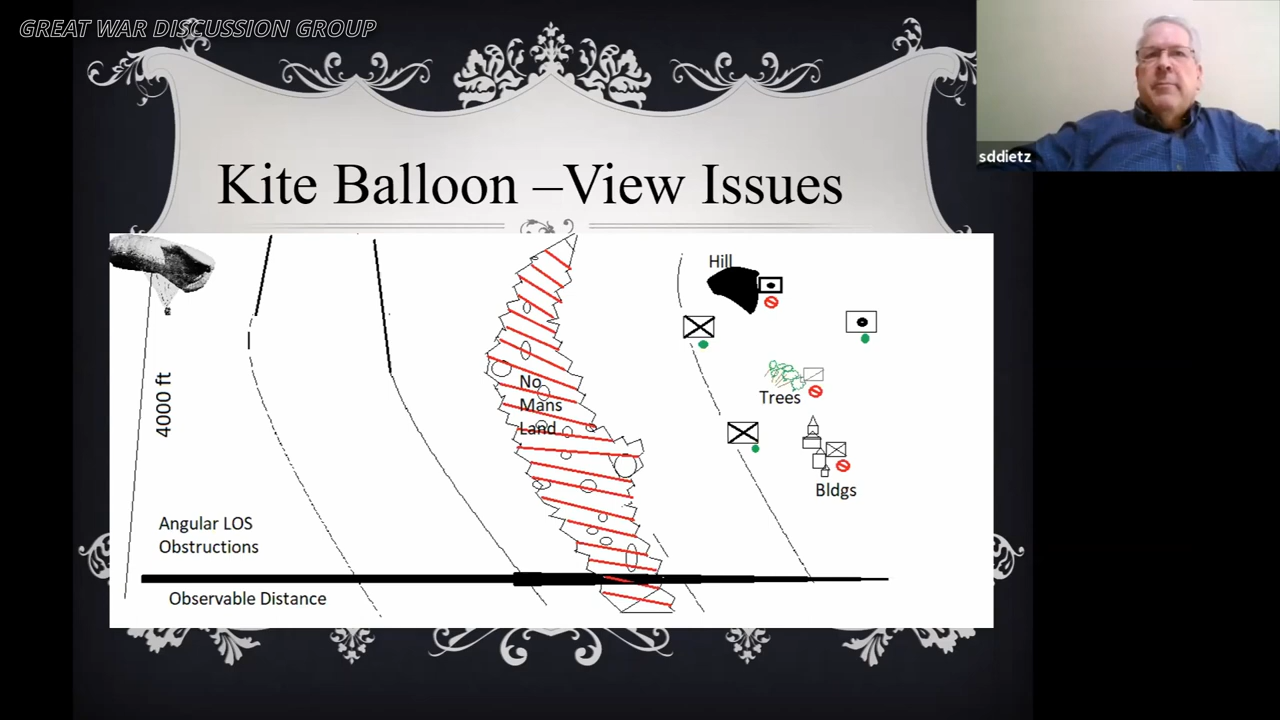 GREAT WAR DISCUSSION GROUP
sddietz
Kite Balloon –View Issues
Hill
4000 ft
No
Mans
Land
Trees
Bldgs
Angular LOS
Obstructions
Observable Distance